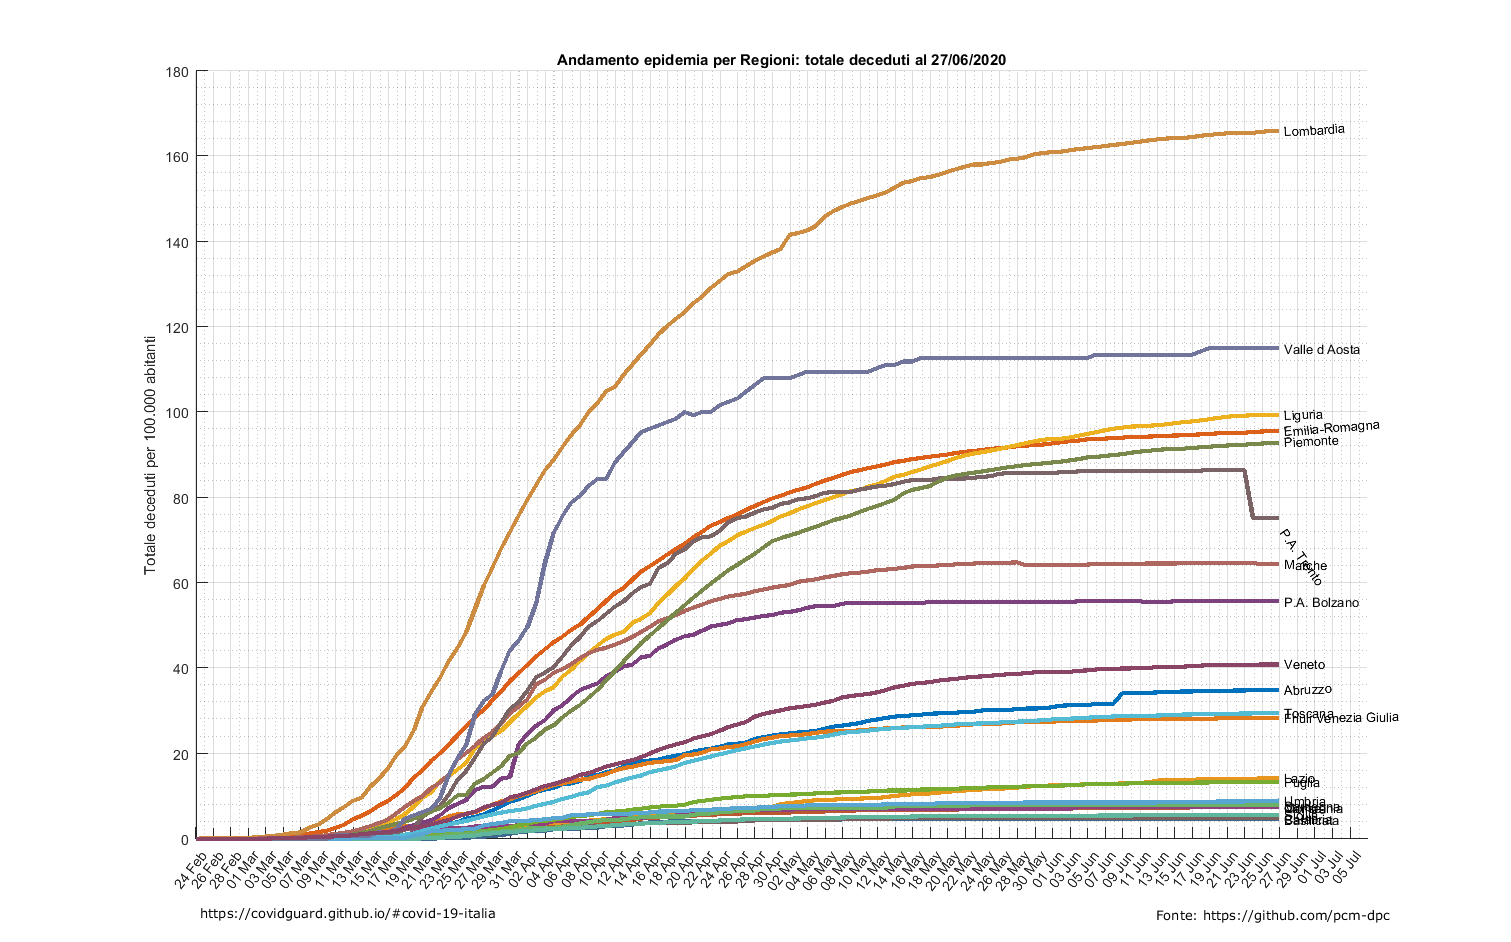 Andamento epidemia per Regioni: totale deceduti al 27/06/2020
Totale deceduti per 100.000 abitanti
180
160
140
120
100
80
60
40
20
0
Lombardia
Valle d Aosta
Liguria
Emilia-Romagna
Piemonte
P.A. Trento
Marche
P.A. Bolzano
Veneto
Abruzzo
Toscana
Friuli Venezia Giulia
Lazio
Puglia
Umbria
Sicilia
Basilicata
24 Feb
26 Feb
28 Feb
01 Mar
03 Mar
05 Mar
07 Mar
09 Mar
11 Mar
13 Mar
15 Mar
17 Mar
19 Mar
21 Mar
23 Mar
25 Mar
27 Mar
29 Mar
31 Mar
02 Apr
04 Apr
06 Apr
08 Apr
10 Apr
12 Apr
14 Apr
16 Apr
18 Apr
20 Apr
22 Apr
24 Apr
26 Apr
28 Apr
30 Apr
02 May
04 May
06 May
08 May
10 May
12 May
14 May
16 May
18 May
20 May
22 May
24 May
26 May
28 May
30 May
01 Jun
03 Jun
05 Jun
07 Jun
09 Jun
11 Jun
13 Jun
15 Jun
17 Jun
19 Jun
21 Jun
23 Jun
25 Jun
27 Jun
29 Jun
01 Jul
03 Jul
05 Jul
https://covidguard.github.io/#covid-19-italia
Fonte: https://github.com/pcm-dpc